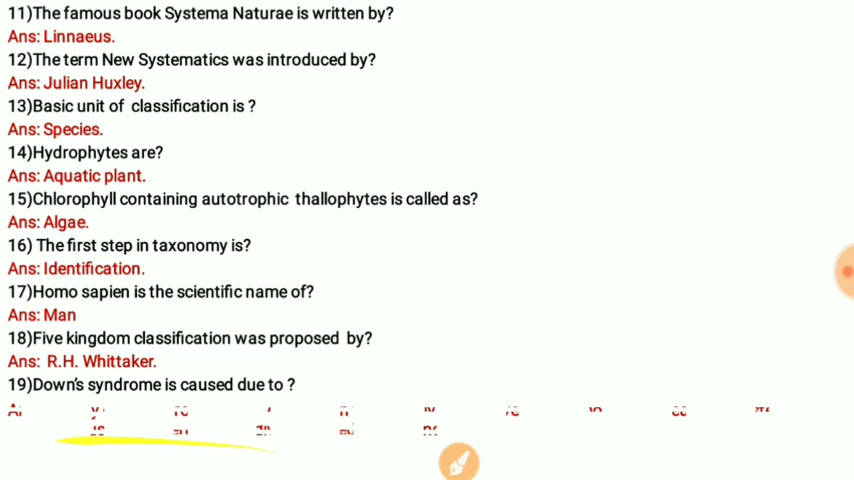 11)The famous book Systema Naturae is written by?
Ans: Linnaeus.
12)The term New Systematics was introduced by?
Ans: Julian Huxley.
13)Basic unit of classification is ?
Ans: Species.
14)Hydrophytes are?
Ans: Aquatic plant.
15)Chlorophyll containing autotrophic thallophytes is called as?
Ans: Algae.
16) The first step in taxonomy is?
Ans: Identification.
17)Homo sapien is the scientific name of?
Ans: Man
18)Five kingdom classification was proposed by?
Ans: R.H. Whittaker.
19)Down's syndrome is caused due to ?